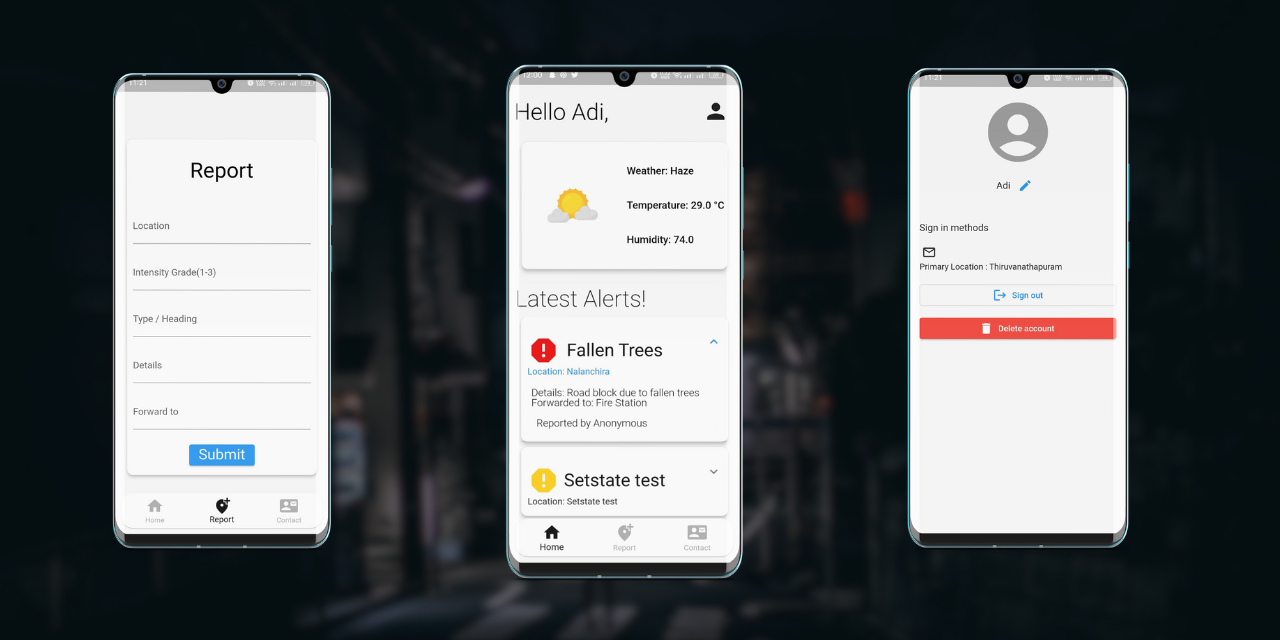 11:21
Report
Location
Intensity Grade(1-3)
Type / Heading
Details
Forward to
Submit
Home
Report
Contact
12:00
Hello Adi,
Weather: Haze
Temperature: 29.0 °C
Humidity: 74.0
Latest Alerts!
Fallen Trees
Location: Nalanchira
Details: Road block due to fallen trees
Forwarded to: Fire Station
Reported by Anonymous
Setstate test
Location: Setstate test
Home
Report
Contact
11:21
Adi
Sign in methods
Primary Location : Thiruvanathapuram
Sign out
Delete account